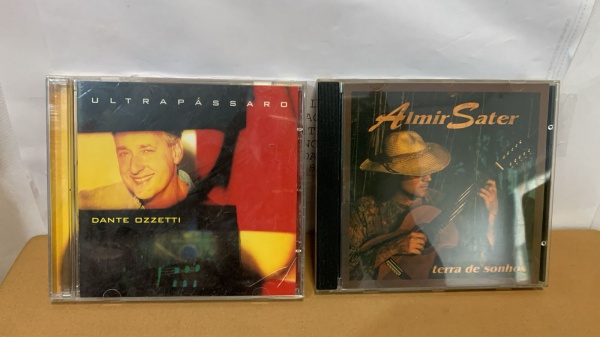 ULTRAPÁSSARO
DANTE OZZETTI
Almir Sater
terra de sonhos